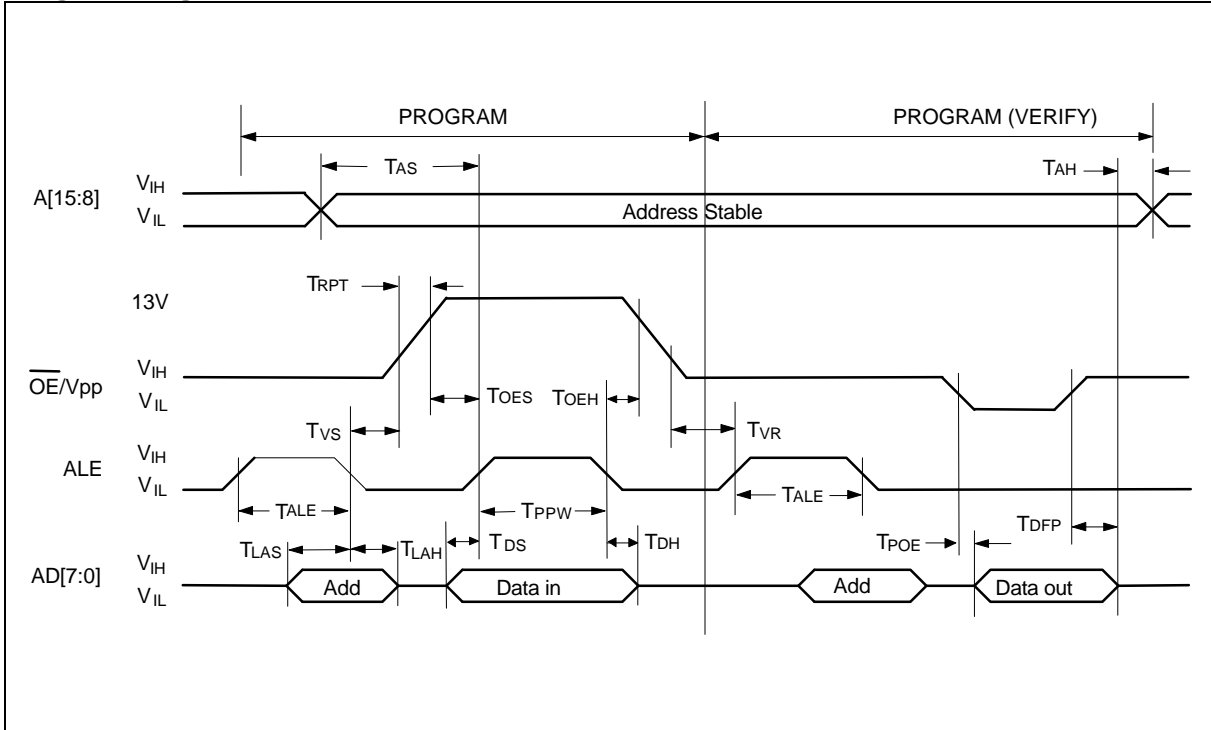 PROGRAM PROGRAM (VERIFY)
TAS TAH
A[15:8] VIH
VIL
Address Stable
TRPT
13V
OE/Vpp VIH
VIL
TOES TOEH
TVS TVR
ALE VIH
VIL
TALE TPPW TALE
TDFP
TLAS TLAH TDS TDH TPOE
AD[7:0] VIH
VIL
Add Data in Add Data out